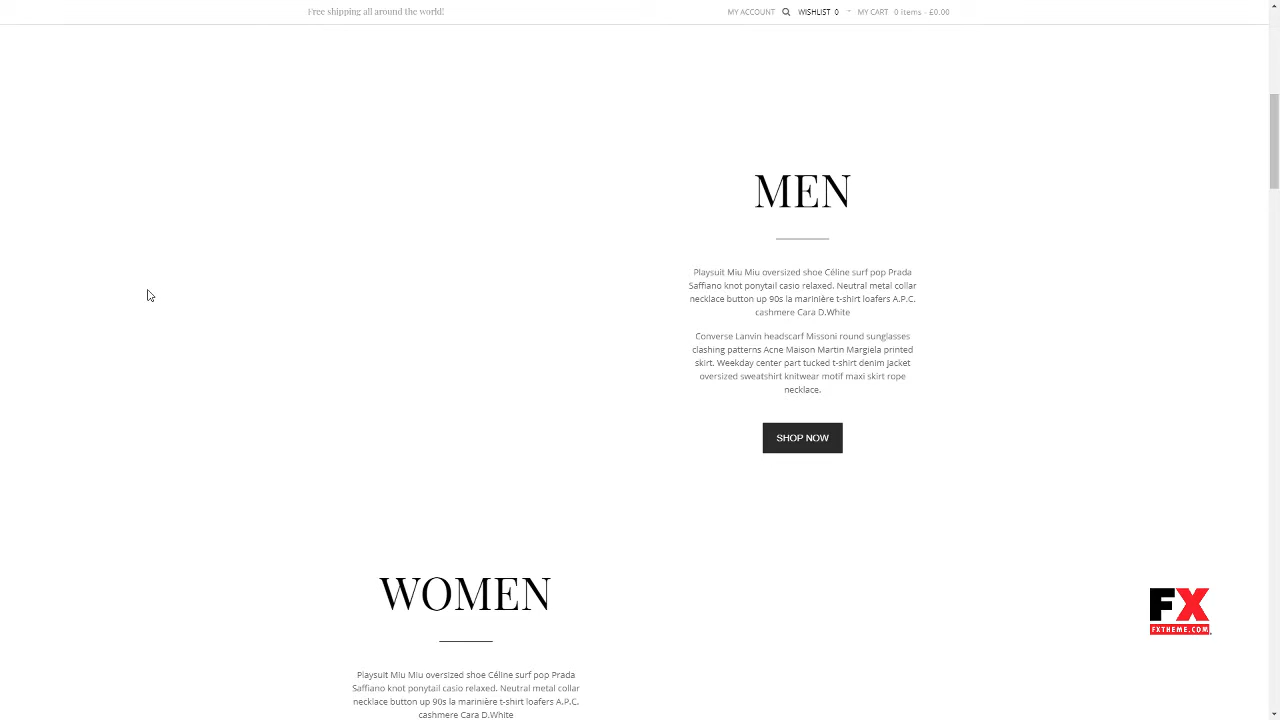 Free shipping all around the world!
MY ACCOUNT WISHLIST 0 MY CART 0 items - £0.00
MEN
Playsuit Miu Miu oversized shoe Céline surf pop Prada
Saffiano knot ponytail casio relaxed. Neutral metal collar
necklace button up 90s la marinière t-shirt loafers A.P.C.
cashmere Cara D.White
Converse Lanvin headscarf Missoni round sunglasses
clashing patterns Acne Maison Martin Margiela printed
skirt. Weekday center part tucked t-shirt denim jacket
oversized sweatshirt knitwear motif maxi skirt rope
necklace.
SHOP NOW
WOMEN
Playsuit Miu Miu oversized shoe Céline surf pop Prada
Saffiano knot ponytail casio relaxed. Neutral metal collar
necklace button up 90s la marinière t-shirt loafers A.P.C.
cashmere Cara D.White
FX
FXTHEME.COM